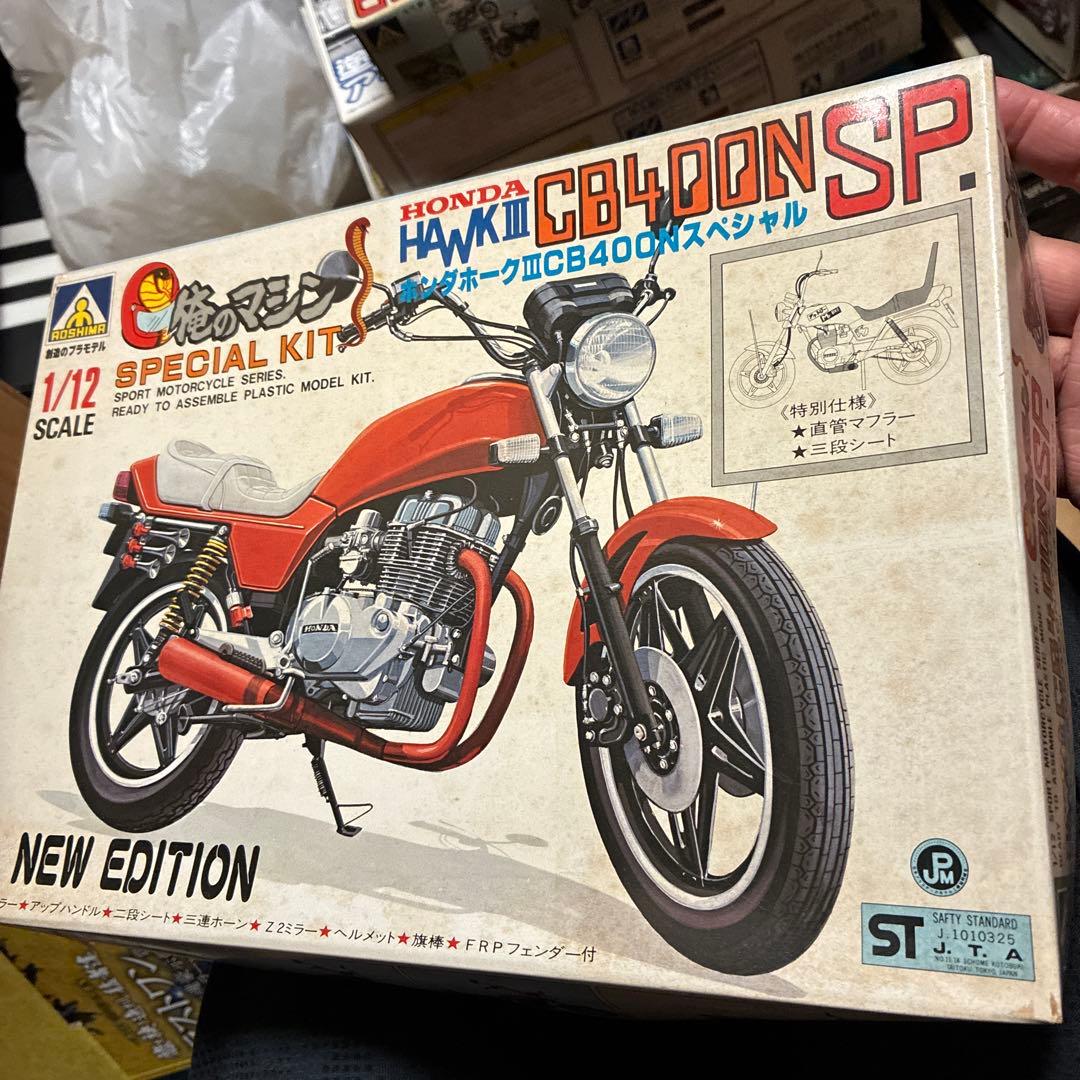 HONDA
HAWKⅢ CB400N SP.
ホンダホークⅢCB400Nスペシャル
AOSHIMA
創造のプラモデル
俺のマシン
SPECIAL KIT
SPORT MOTORCYCLE SERIES.
READY TO ASSEMBLE PLASTIC MODEL KIT.
1/12
SCALE
《特別仕様》
★直管マフラー
★三段シート
HONDA
NEW EDITION
ラー★アップハンドル★二段シート★三連ホーン★Z2ミラー★ヘルメット★旗棒★FRPフェンダー付
JPM
ST
SAFTY STANDARD
J.1010325
J. T. A
TAITOKU TOKYO, JAPAN